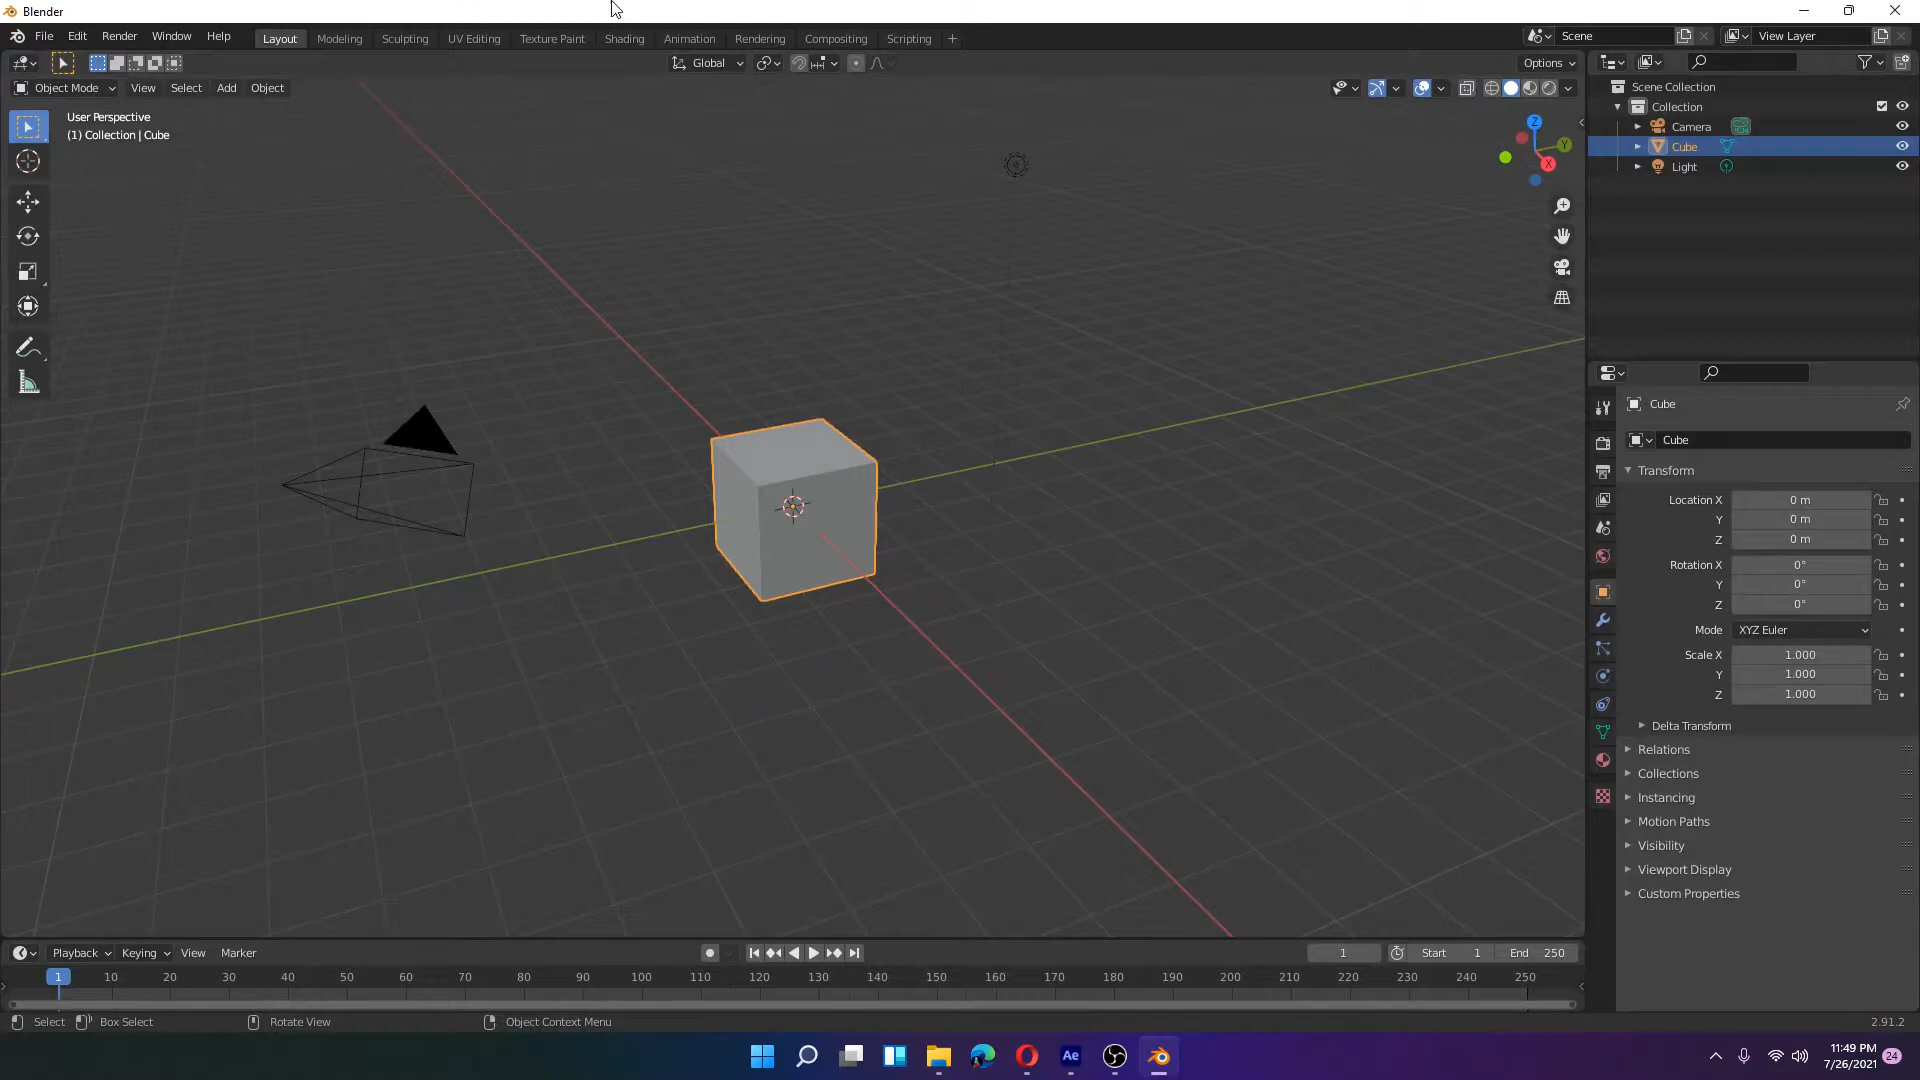 Blender
File Edit Render Window Help Layout Modeling Sculpting UV Editing Texture Paint Shading Animation Rendering Compositing Scripting + Scene View Layer
Global Options
Object Mode View Select Add Object
User Perspective
(1) Collection | Cube
Z
Y
X
Scene Collection
Collection
Camera
Cube
Light
Cube
Cube
Transform
Location X 0 m
Y 0 m
Z 0 m
Rotation X 0°
Y 0°
Z 0°
Mode XYZ Euler
Scale X 1.000
Y 1.000
Z 1.000
Delta Transform
Relations
Collections
Instancing
Motion Paths
Visibility
Viewport Display
Custom Properties
Playback Keying View Marker 1 Start 1 End 250
1 10 20 30 40 50 60 70 80 90 100 110 120 130 140 150 160 170 180 190 200 210 220 230 240 250
Select Box Select Rotate View Object Context Menu 2.91.2
Ae
11:49 PM
7/26/2021
24